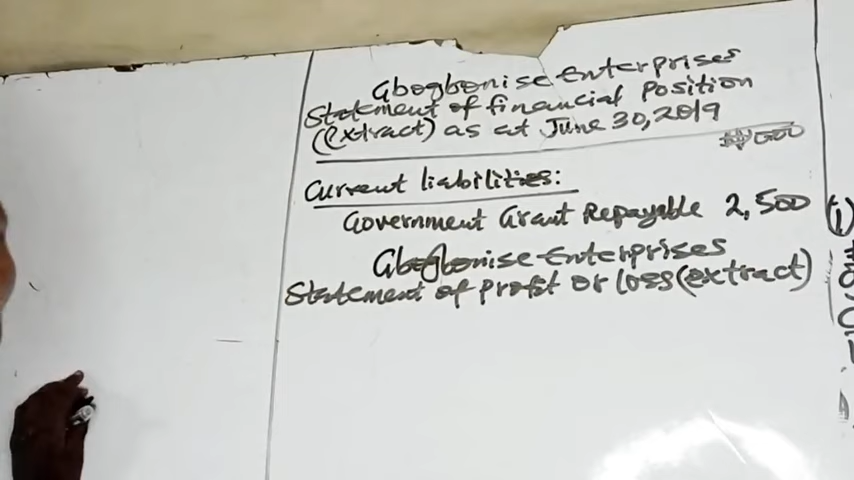 Gbogbonise Enterprises
Statement of financial Position
(extract) as at June 30, 2019
₦'000
Current liabilities:
Government Grant Repayable 2,500
Gbogbonise Enterprises
Statement of profit or loss (extract)
(1)